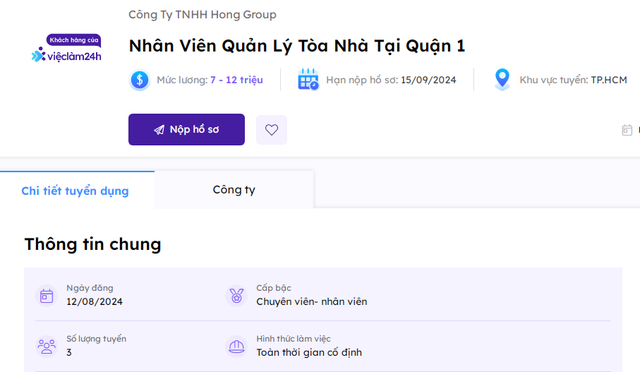 Công Ty TNHH Hong Group
Khách hàng của
việclàm24h
Nhân Viên Quản Lý Tòa Nhà Tại Quận 1
Mức lương: 7 - 12 triệu
Hạn nộp hồ sơ: 15/09/2024
Khu vực tuyển: TP.HCM
Nộp hồ sơ
Chi tiết tuyển dụng
Công ty
Thông tin chung
Ngày đăng
12/08/2024
Cấp bậc
Chuyên viên- nhân viên
Số lượng tuyển
3
Hình thức làm việc
Toàn thời gian cố định